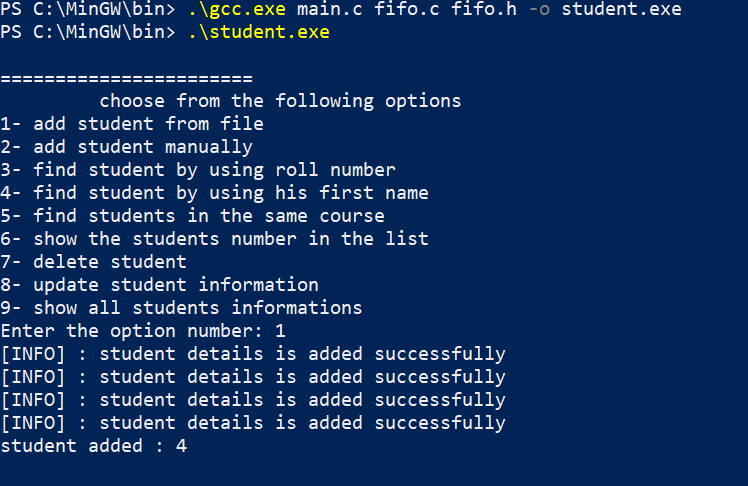 PS C:\MinGW\bin> .\gcc.exe main.c fifo.c fifo.h -o student.exe
PS C:\MinGW\bin> .\student.exe
=======================
choose from the following options
1- add student from file
2- add student manually
3- find student by using roll number
4- find student by using his first name
5- find students in the same course
6- show the students number in the list
7- delete student
8- update student information
9- show all students informations
Enter the option number: 1
[INFO] : student details is added successfully
[INFO] : student details is added successfully
[INFO] : student details is added successfully
[INFO] : student details is added successfully
student added : 4